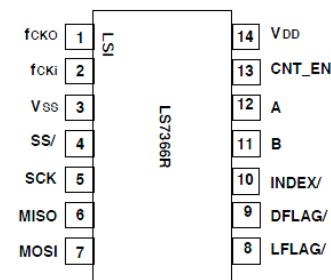 fCKO 1 LSI 14 VDD
fCKi 2 13 CNT_EN
VSS 3 12 A
SS/ 4 LS7366R 11 B
SCK 5 10 INDEX/
MISO 6 9 DFLAG/
MOSI 7 8 LFLAG/